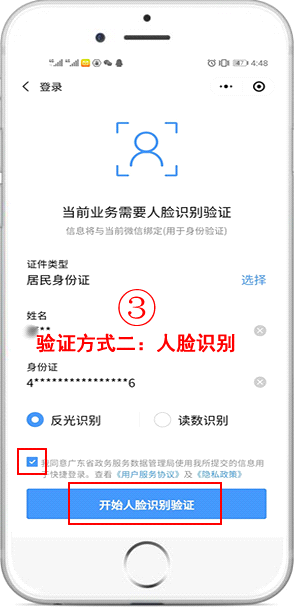 4:48
登录
当前业务需要人脸识别验证
信息将与当前微信绑定(用于身份验证)
证件类型
居民身份证 选择
③
姓名
**
验证方式二：人脸识别
身份证
4****************6
反光识别 读数识别
同意广东省政务服务数据管理局使用我所提交的信息用
于快捷登录。查看《用户服务协议》及《隐私政策》
开始人脸识别验证